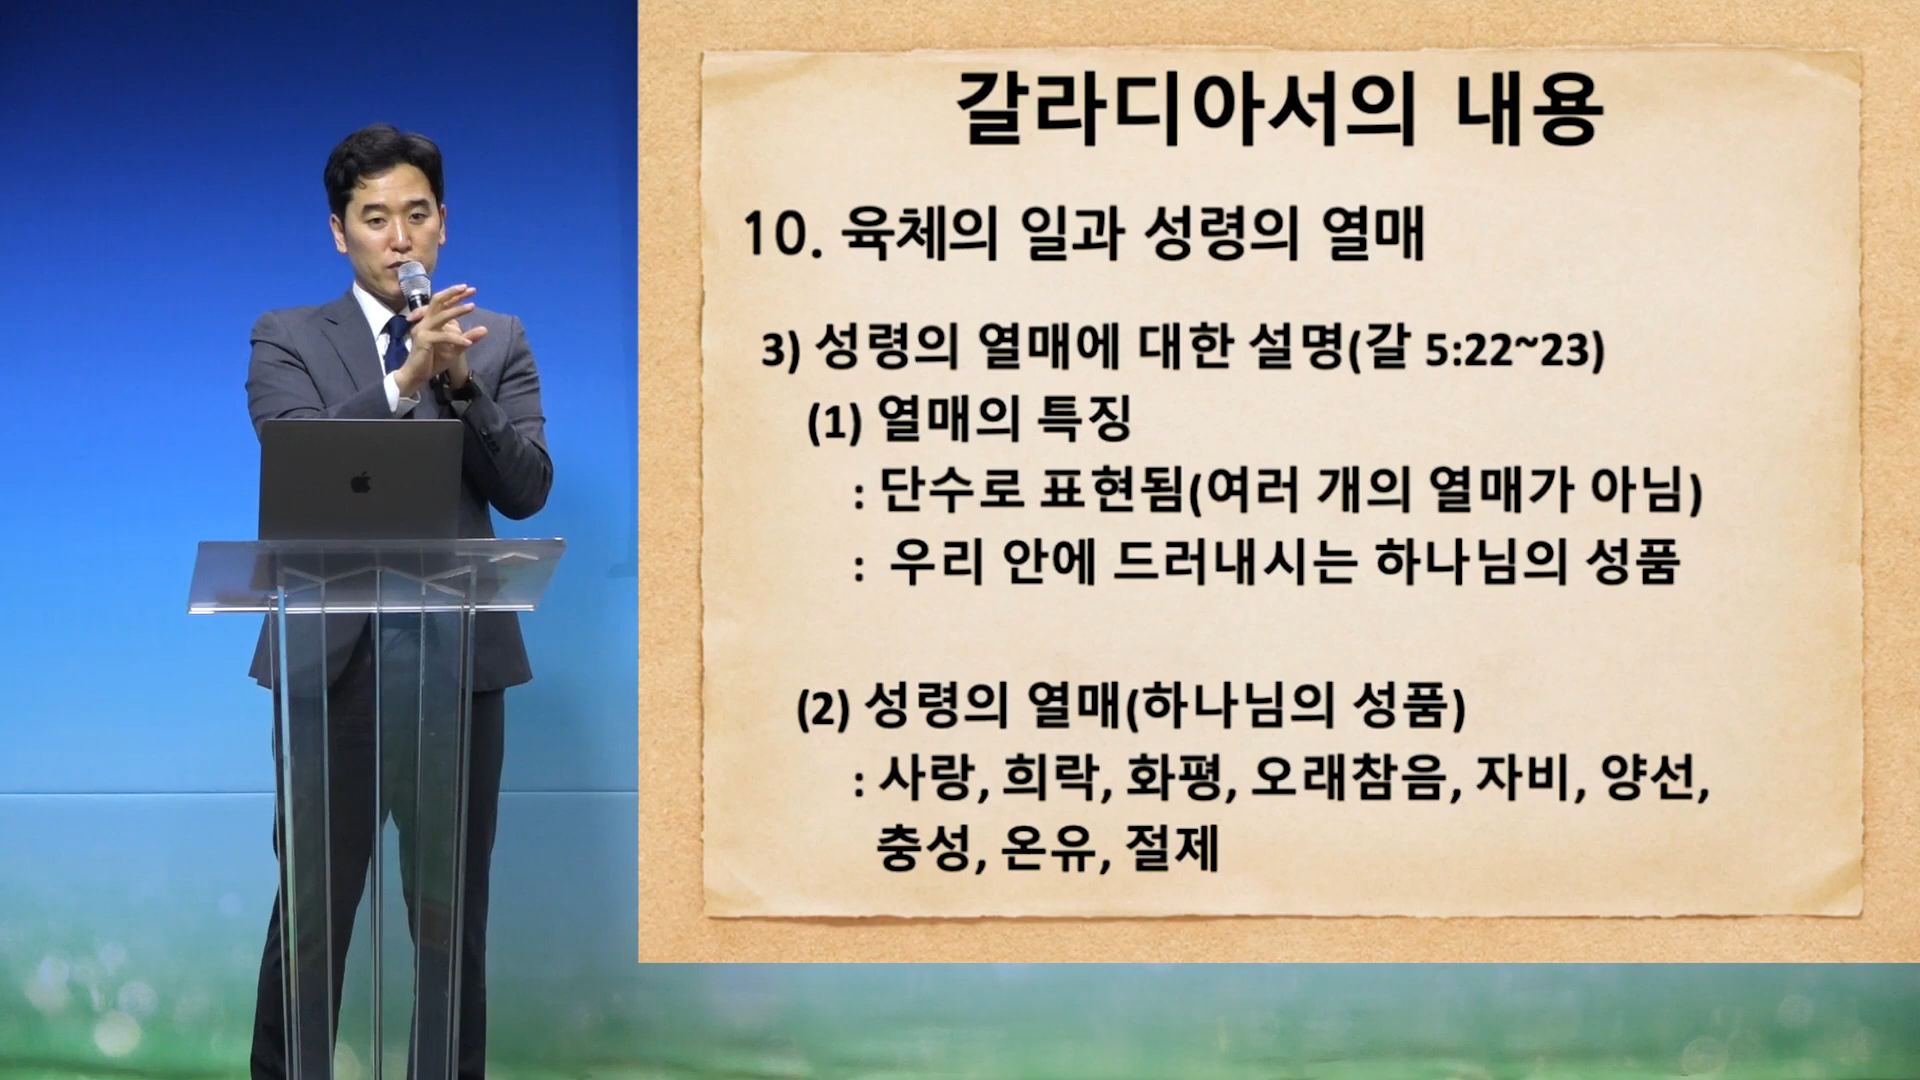 갈라디아서의 내용
10. 육체의 일과 성령의 열매
3) 성령의 열매에 대한 설명(갈 5:22~23)
(1) 열매의 특징
: 단수로 표현됨(여러 개의 열매가 아님)
: 우리 안에 드러내시는 하나님의 성품
(2) 성령의 열매(하나님의 성품)
: 사랑, 희락, 화평, 오래참음, 자비, 양선,
충성, 온유, 절제